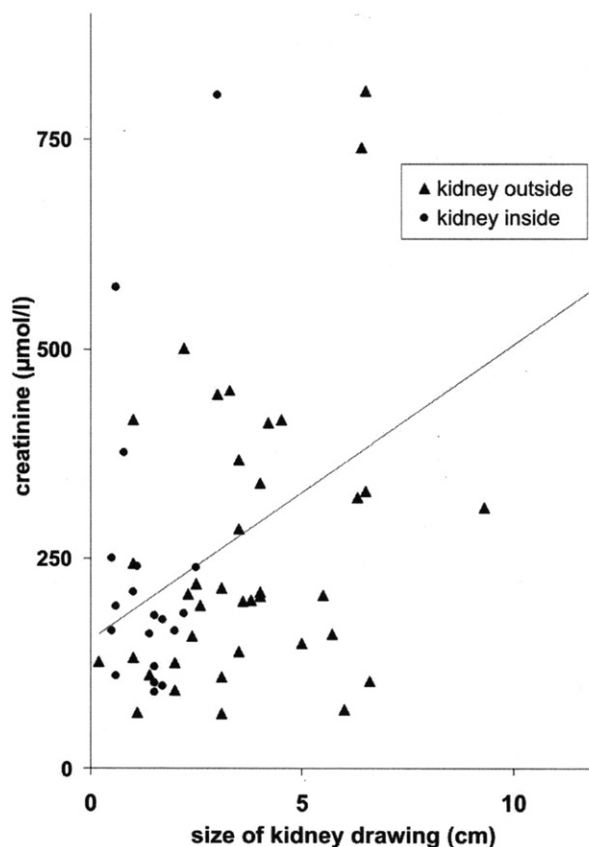 750
▲ kidney outside
● kidney inside
creatinine (µmol/l)
500
250
0
0 5 10
size of kidney drawing (cm)